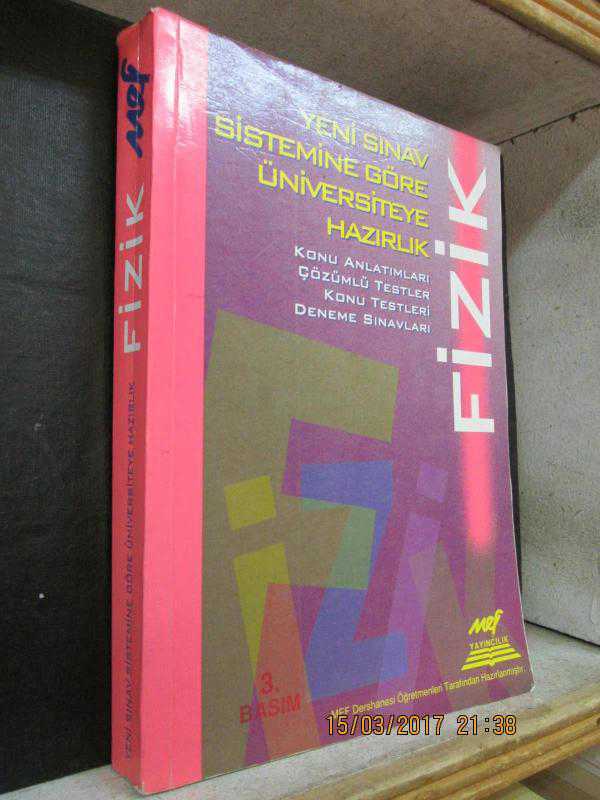 mef
FİZİK
YENİ SINAV SİSTEMİNE GÖRE ÜNİVERSİTEYE HAZIRLIK
YENİ SINAV
SİSTEMİNE GÖRE
ÜNİVERSİTEYE
HAZIRLIK
KONU ANLATIMLARI
ÇÖZÜMLÜ TESTLER
KONU TESTLERİ
DENEME SINAVLARI
FİZİK
FİZİK
3.
BASIM
mef
YAYINCILIK
MEF Dershanesi Öğretmenleri Tarafından Hazırlanmıştır.
15/03/2017 21:38